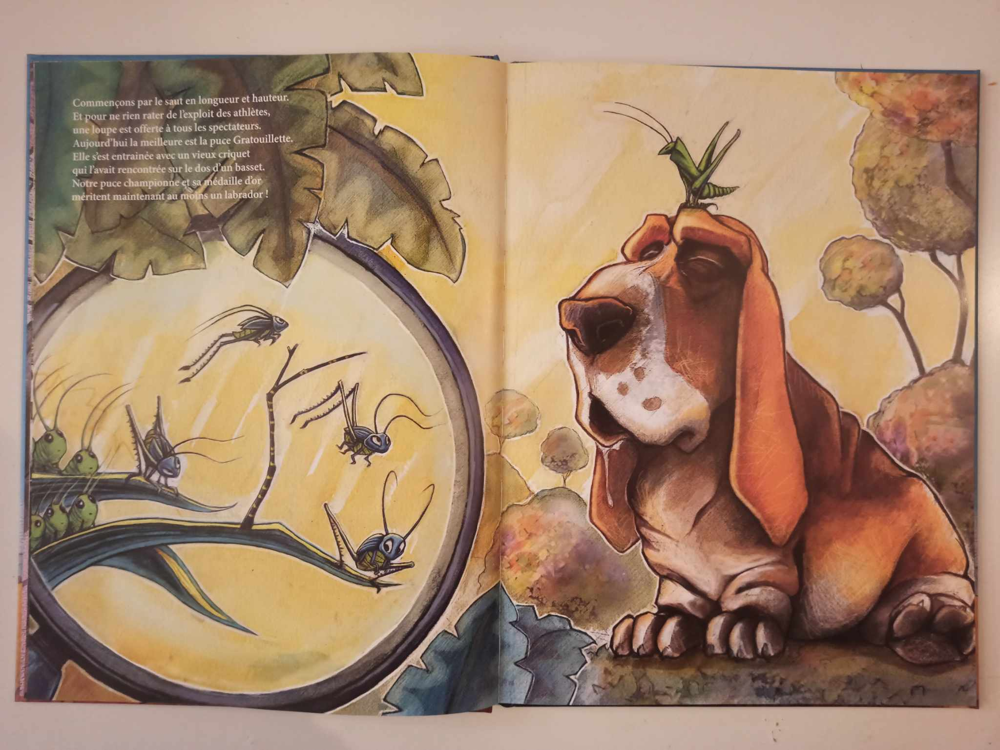 Commençons par le saut en longueur et hauteur.
Et pour ne rien rater de l'exploit des athlètes,
une loupe est offerte à tous les spectateurs.
Aujourd'hui la meilleure est la puce Gratouillette.
Elle s'est entrainée avec un vieux criquet
qui l'avait rencontrée sur le dos d'un basset.
Notre puce championne et sa médaille d'or
méritent maintenant au moins un labrador !